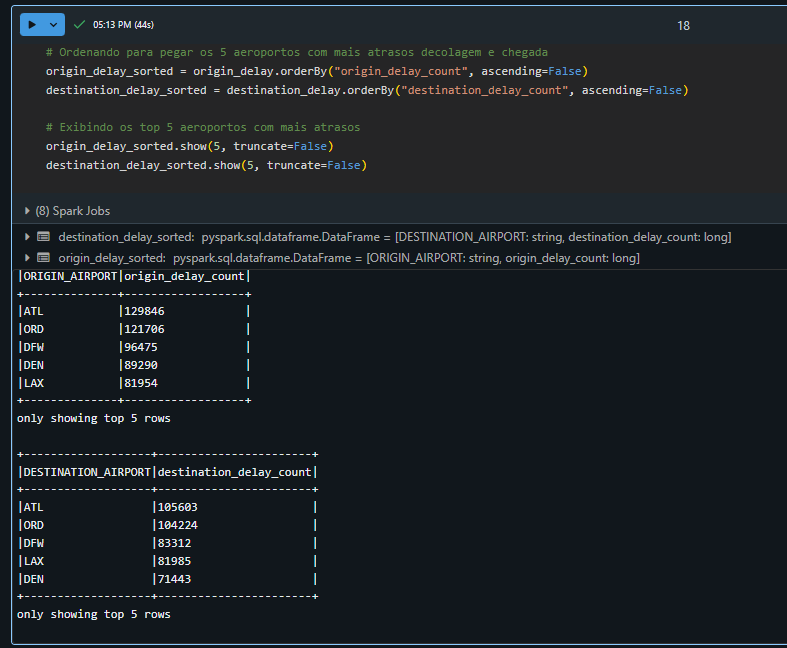 05:13 PM (44s)
18
# Ordenando para pegar os 5 aeroportos com mais atrasos decolagem e chegada
origin_delay_sorted = origin_delay.orderBy("origin_delay_count", ascending=False)
destination_delay_sorted = destination_delay.orderBy("destination_delay_count", ascending=False)
# Exibindo os top 5 aeroportos com mais atrasos
origin_delay_sorted.show(5, truncate=False)
destination_delay_sorted.show(5, truncate=False)
(8) Spark Jobs
destination_delay_sorted: pyspark.sql.dataframe.DataFrame = [DESTINATION_AIRPORT: string, destination_delay_count: long]
origin_delay_sorted: pyspark.sql.dataframe.DataFrame = [ORIGIN_AIRPORT: string, origin_delay_count: long]
|ORIGIN_AIRPORT|origin_delay_count|
+--------------+------------------+
|ATL           |129846            |
|ORD           |121706            |
|DFW           |96475             |
|DEN           |89290             |
|LAX           |81954             |
+--------------+------------------+
only showing top 5 rows
+-------------------+-----------------------+
|DESTINATION_AIRPORT|destination_delay_count|
+-------------------+-----------------------+
|ATL                |105603                 |
|ORD                |104224                 |
|DFW                |83312                  |
|LAX                |81985                  |
|DEN                |71443                  |
+-------------------+-----------------------+
only showing top 5 rows